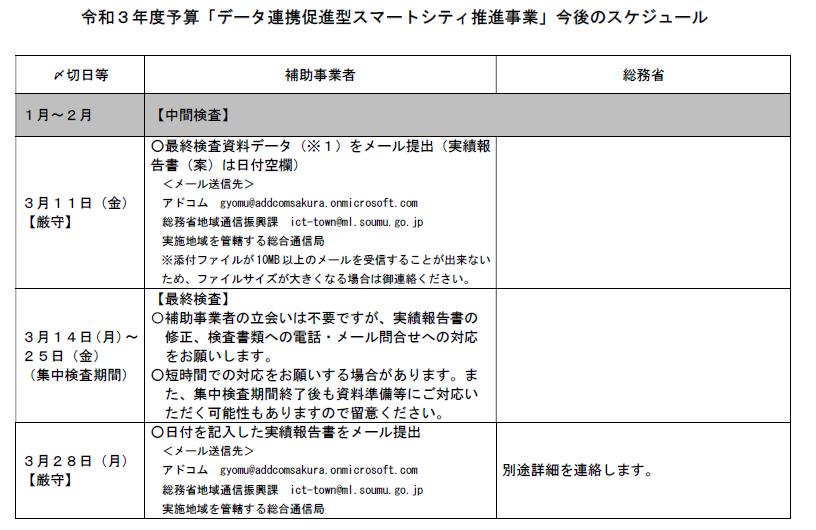 令和３年度予算「データ連携促進型スマートシティ推進事業」今後のスケジュール
〆切日等
補助事業者
総務省
１月～２月
【中間検査】
３月１１日（金）
【厳守】
〇最終検査資料データ（※１）をメール提出（実績報
告書（案）は日付空欄）
＜メール送信先＞
アドコム　gyomu@addcomsakura.onmicrosoft.com
総務省地域通信振興課　ict-town@ml.soumu.go.jp
実施地域を管轄する総合通信局
※添付ファイルが10MB以上のメールを受信することが出来ない
ため、ファイルサイズが大きくなる場合は御連絡ください。
３月１４日(月)～
２５日（金）
（集中検査期間）
【最終検査】
〇補助事業者の立会いは不要ですが、実績報告書の
修正、検査書類への電話・メール問合せへの対応
をお願いします。
〇短時間での対応をお願いする場合があります。ま
た、集中検査期間終了後も資料準備等にご対応い
ただく可能性もありますので留意ください。
３月２８日（月）
【厳守】
〇日付を記入した実績報告書をメール提出
＜メール送信先＞
アドコム　gyomu@addcomsakura.onmicrosoft.com
総務省地域通信振興課　ict-town@ml.soumu.go.jp
実施地域を管轄する総合通信局
別途詳細を連絡します。